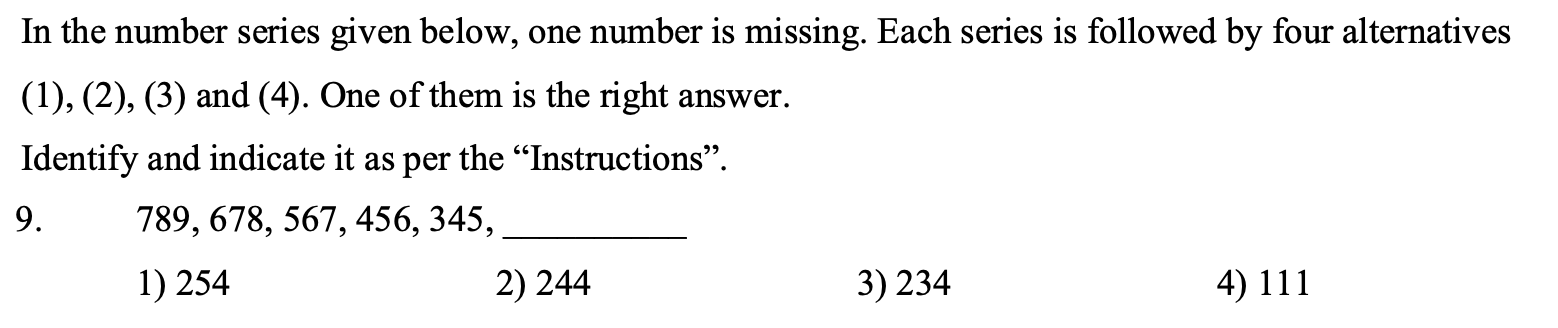 In the number series given below, one number is missing. Each series is followed by four alternatives
(1), (2), (3) and (4). One of them is the right answer.
Identify and indicate it as per the “Instructions”.
9. 789, 678, 567, 456, 345, __________
1) 254 2) 244 3) 234 4) 111